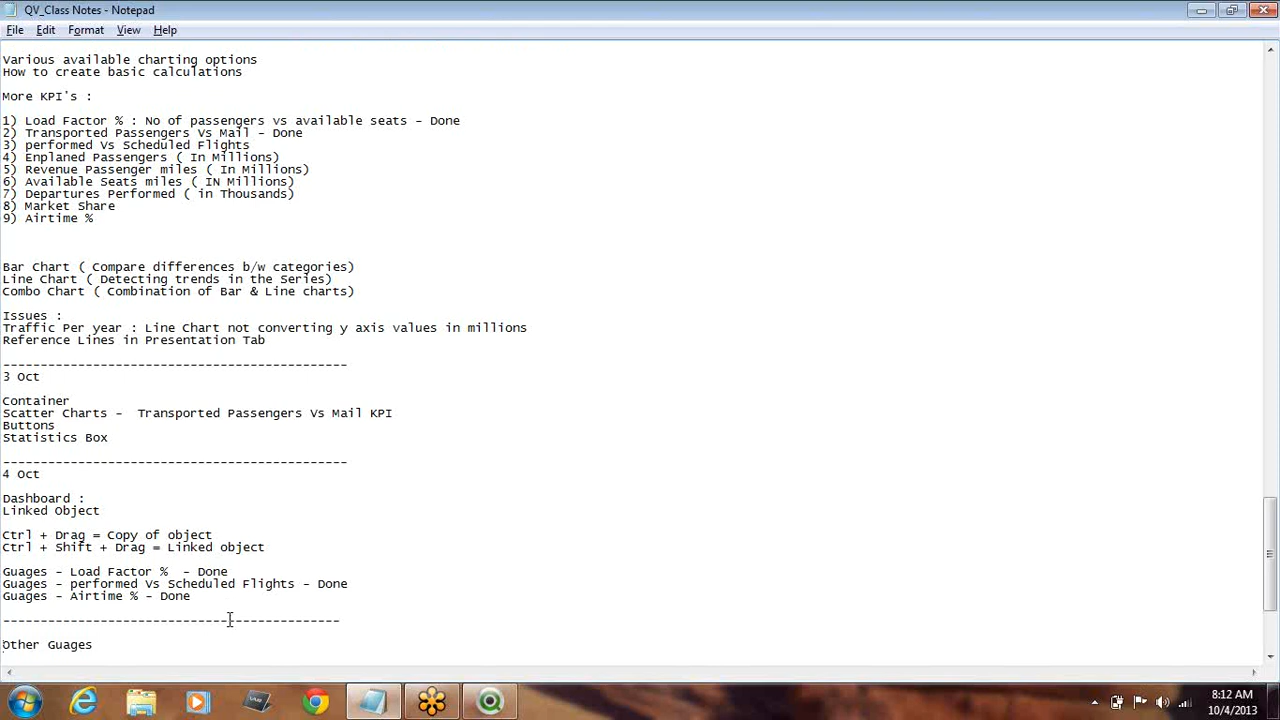 QV_Class Notes - Notepad
File Edit Format View Help
Various available charting options
How to create basic calculations
More KPI's :
1) Load Factor % : No of passengers vs available seats - Done
2) Transported Passengers Vs Mail - Done
3) performed Vs Scheduled Flights
4) Enplaned Passengers ( In Millions)
5) Revenue Passenger miles ( In Millions)
6) Available Seats miles ( IN Millions)
7) Departures Performed ( in Thousands)
8) Market Share
9) Airtime %
Bar Chart ( Compare differences b/w categories)
Line Chart ( Detecting trends in the Series)
Combo Chart ( Combination of Bar & Line charts)
Issues :
Traffic Per year : Line Chart not converting y axis values in millions
Reference Lines in Presentation Tab
----------------------------------------------
3 Oct
Container
Scatter Charts -  Transported Passengers Vs Mail KPI
Buttons
Statistics Box
----------------------------------------------
4 Oct
Dashboard :
Linked Object
Ctrl + Drag = Copy of object
Ctrl + Shift + Drag = Linked object
Guages - Load Factor %  - Done
Guages - performed Vs Scheduled Flights - Done
Guages - Airtime % - Done
---------------------------------------------
Other Guages
8:12 AM
10/4/2013